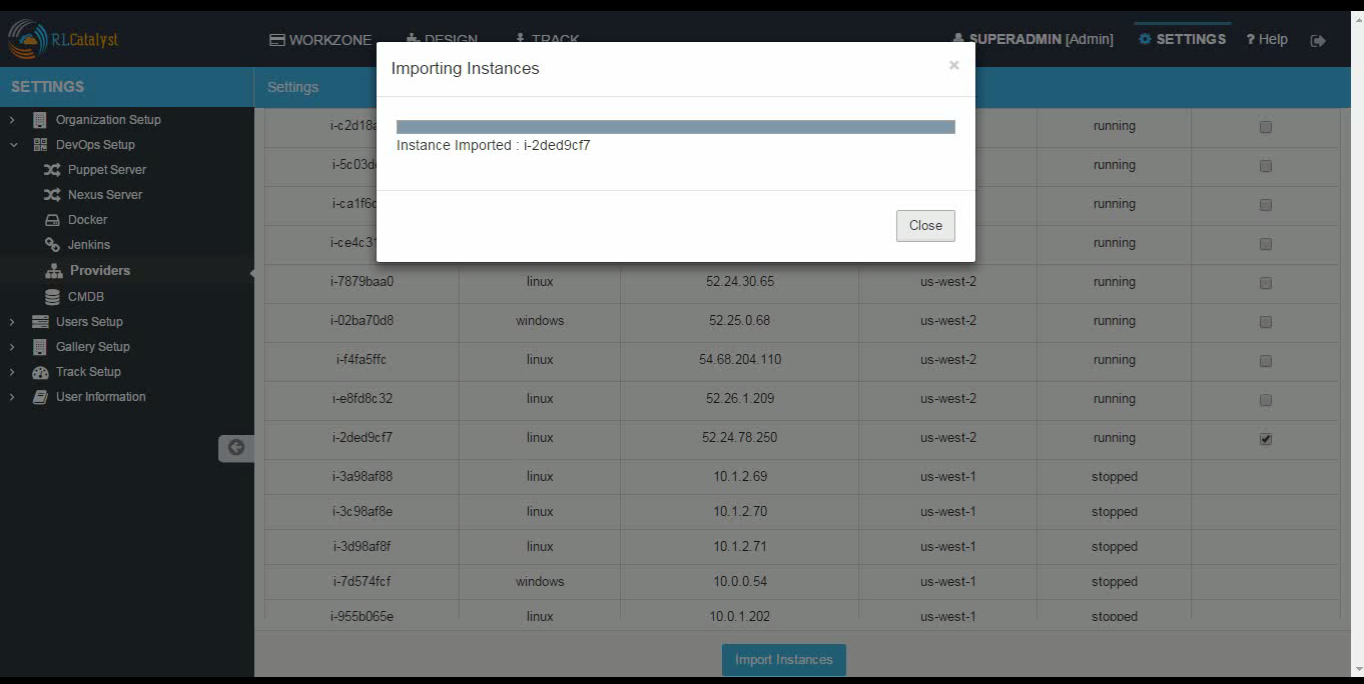 RLCatalyst
WORKZONE DESIGN TRACK SUPERADMIN [Admin] SETTINGS ? Help
SETTINGS
Organization Setup
DevOps Setup
Puppet Server
Nexus Server
Docker
Jenkins
Providers
CMDB
Users Setup
Gallery Setup
Track Setup
User Information
Settings
Importing Instances ×
Instance Imported : i-2ded9cf7
Close
i-c2d18a running
i-5c03d running
i-ca1f6c running
i-ce4c31 running
i-7879baa0 linux 52.24.30.65 us-west-2 running
i-02ba70d8 windows 52.25.0.68 us-west-2 running
i-f4fa5ffc linux 54.68.204.110 us-west-2 running
i-e8fd8c32 linux 52.26.1.209 us-west-2 running
i-2ded9cf7 linux 52.24.78.250 us-west-2 running
i-3a98af88 linux 10.1.2.69 us-west-1 stopped
i-3c98af8e linux 10.1.2.70 us-west-1 stopped
i-3d98af8f linux 10.1.2.71 us-west-1 stopped
i-7d574fcf windows 10.0.0.54 us-west-1 stopped
i-955b065e linux 10.0.1.202 us-west-1 stopped
Import Instances